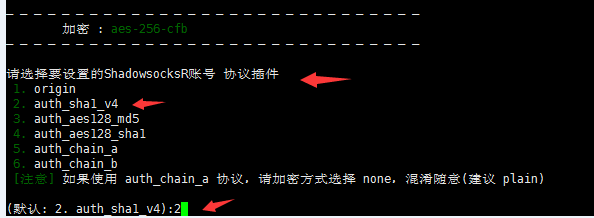 加密 : aes-256-cfb
请选择要设置的ShadowsocksR账号 协议插件
1. origin
2. auth_sha1_v4
3. auth_aes128_md5
4. auth_aes128_sha1
5. auth_chain_a
6. auth_chain_b
[注意] 如果使用 auth_chain_a 协议，请加密方式选择 none，混淆随意(建议 plain)
(默认: 2. auth_sha1_v4):2